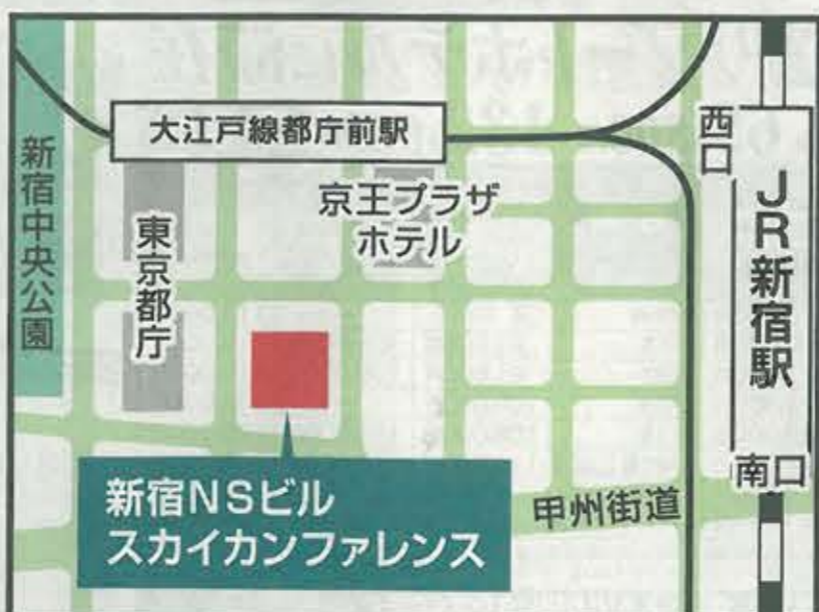 大江戸線都庁前駅
西口
新宿中央公園
京王プラザ
ホテル
東京都庁
JR新宿駅
南口
甲州街道
新宿NSビル
スカイカンファレンス